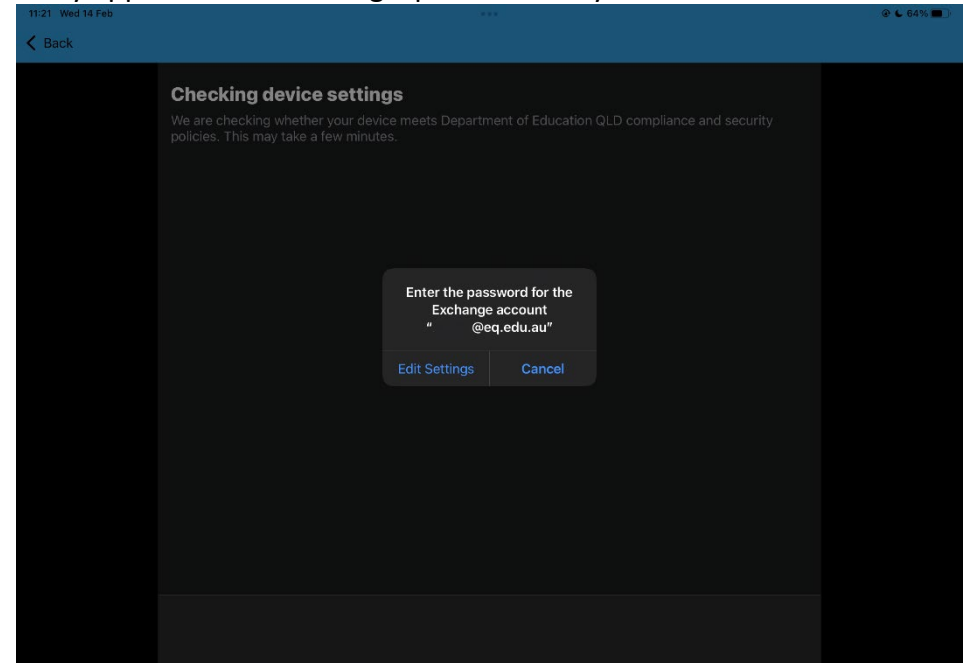 11:21 Wed 14 Feb
64%
Back
Checking device settings
We are checking whether your device meets Department of Education QLD compliance and security
policies. This may take a few minutes.
Enter the password for the
Exchange account
“ @eq.edu.au”
Edit Settings Cancel